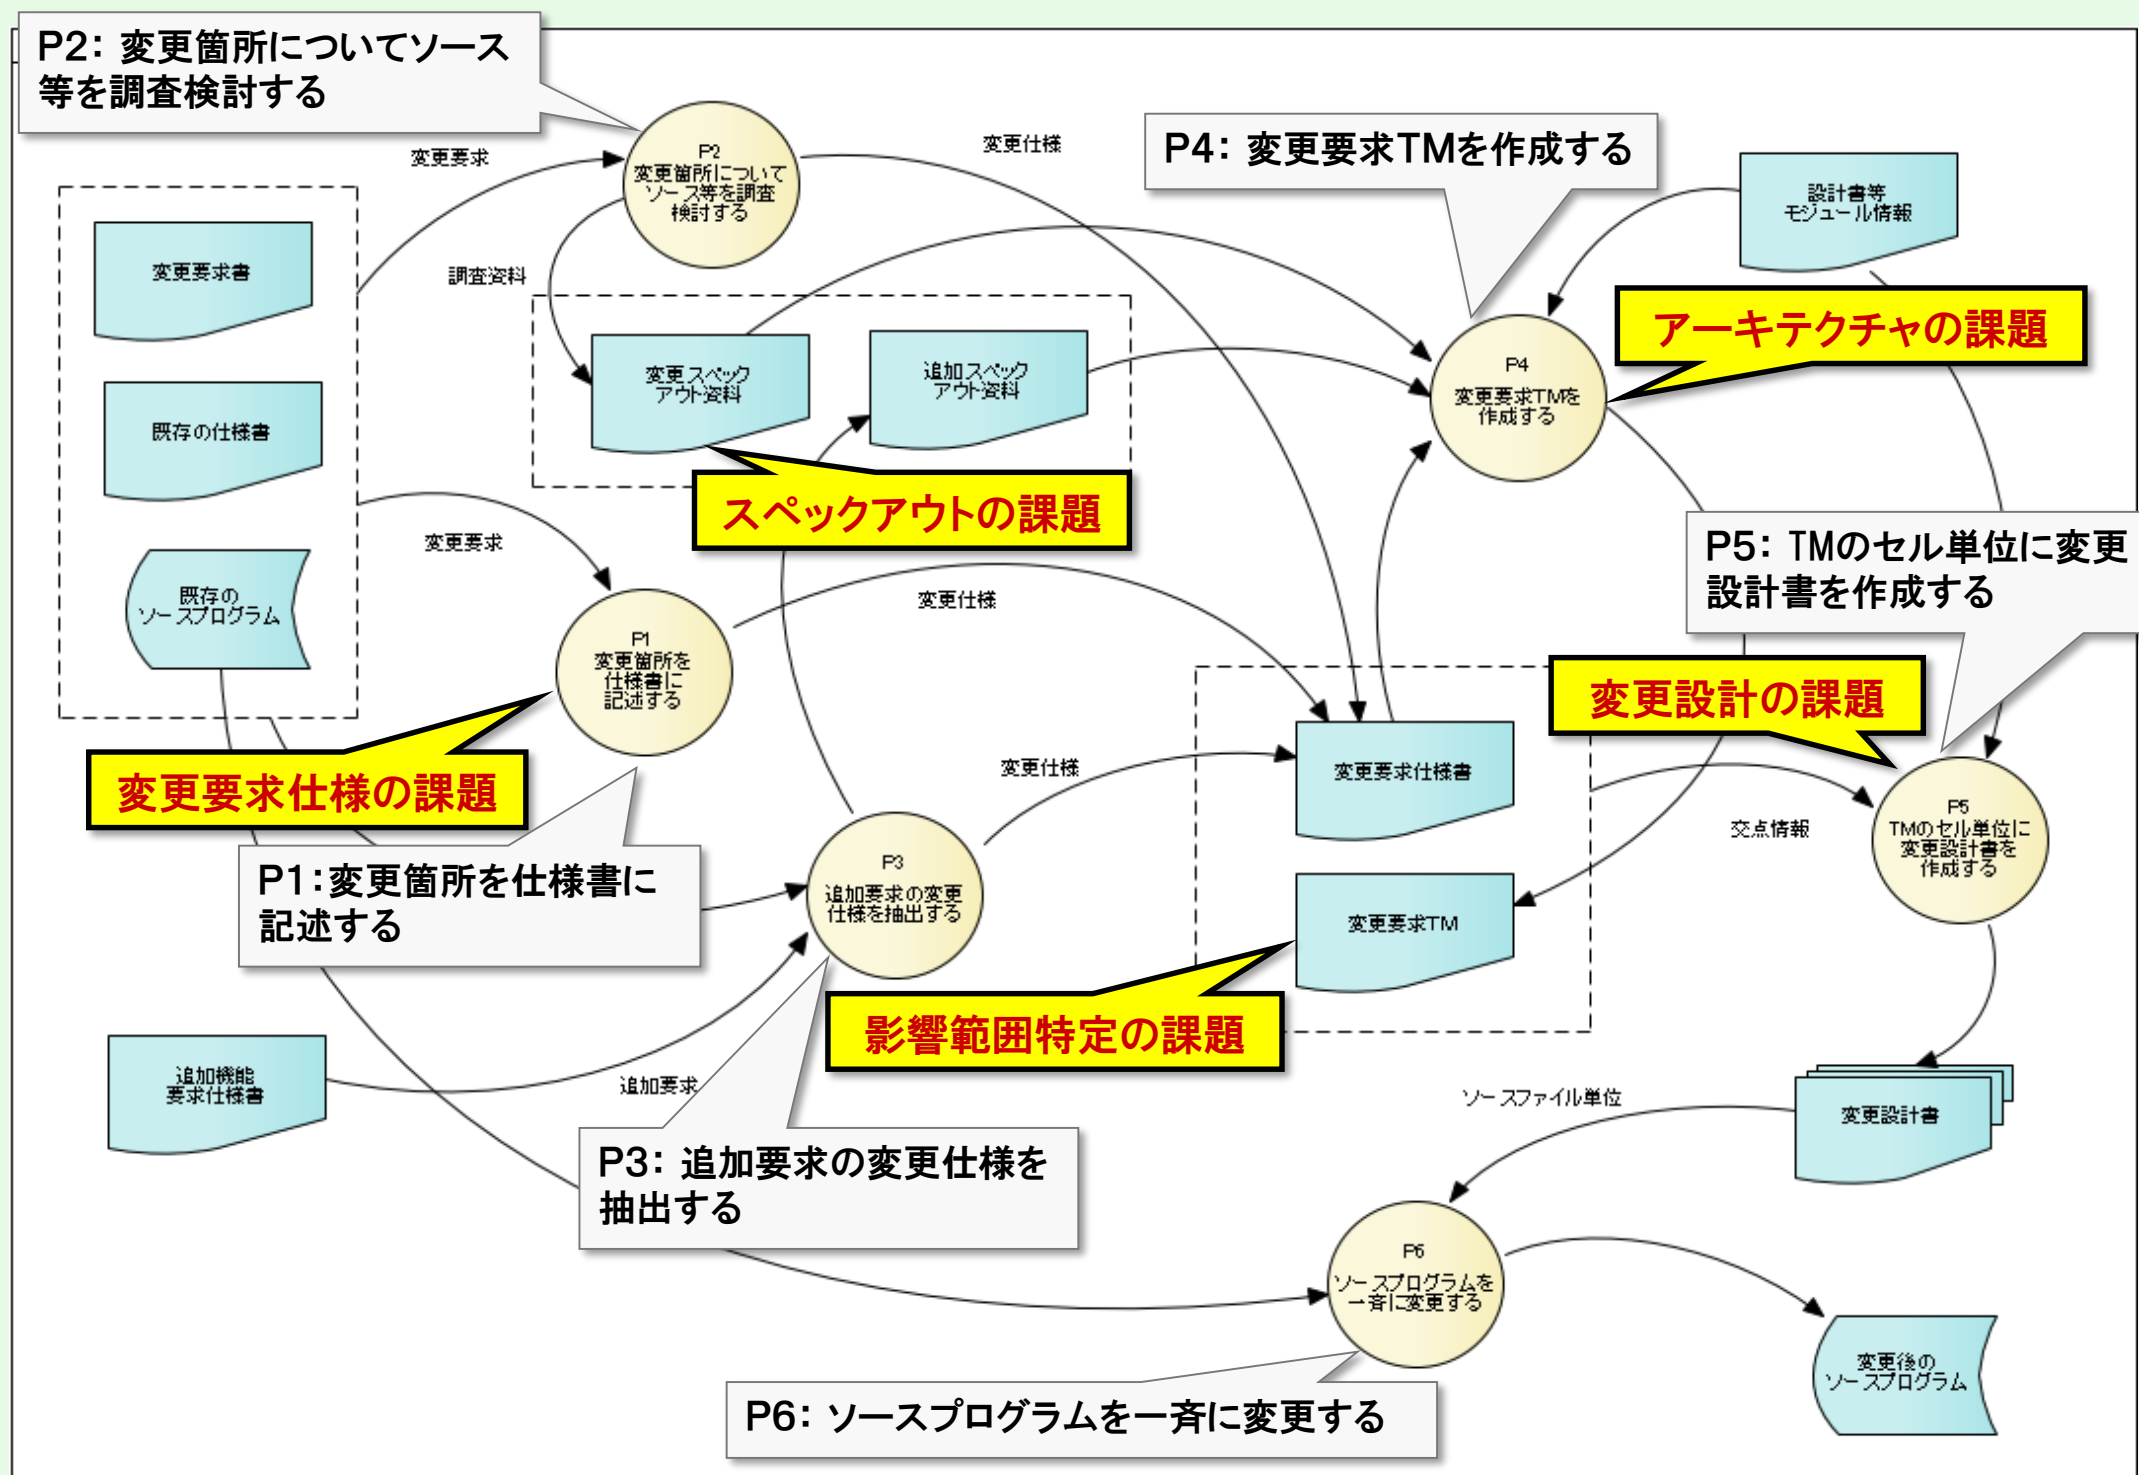 P2： 変更箇所についてソース
等を調査検討する
変更要求
P2
変更箇所について
ソース等を調査
検討する
変更仕様
P4： 変更要求TMを作成する
設計書等
モジュール情報
変更要求書
調査資料
アーキテクチャの課題
変更スペック
アウト資料
追加スペック
アウト資料
P4
変更要求TMを
作成する
既存の仕様書
スペックアウトの課題
変更要求
P5： TMのセル単位に変更
設計書を作成する
既存の
ソースプログラム
変更仕様
P1
変更箇所を
仕様書に
記述する
変更設計の課題
変更要求仕様の課題
変更仕様
変更要求仕様書
交点情報
P5
TMのセル単位に
変更設計書を
作成する
P1：変更箇所を仕様書に
記述する
P3
追加要求の変更
仕様を抽出する
変更要求TM
影響範囲特定の課題
追加機能
要求仕様書
追加要求
ソースファイル単位
変更設計書
P3： 追加要求の変更仕様を
抽出する
P6
ソースプログラムを
一斉に変更する
変更後の
ソースプログラム
P6： ソースプログラムを一斉に変更する